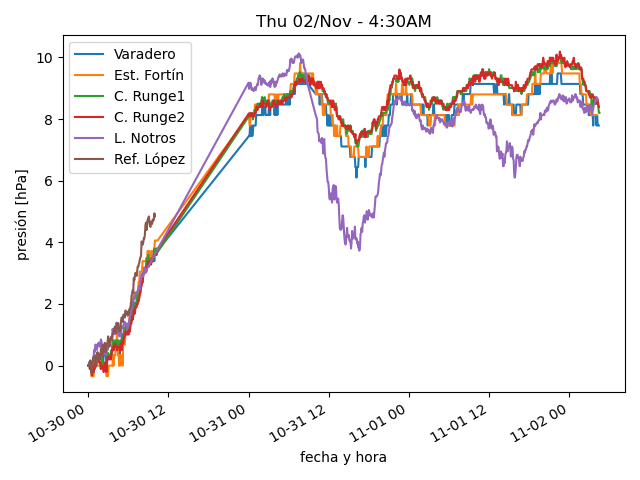 Thu 02/Nov - 4:30AM
Varadero
Est. Fortín
C. Runge1
C. Runge2
L. Notros
Ref. López
presión [hPa]
10
8
6
4
2
0
10-30 00
10-30 12
10-31 00
10-31 12
11-01 00
11-01 12
11-02 00
fecha y hora